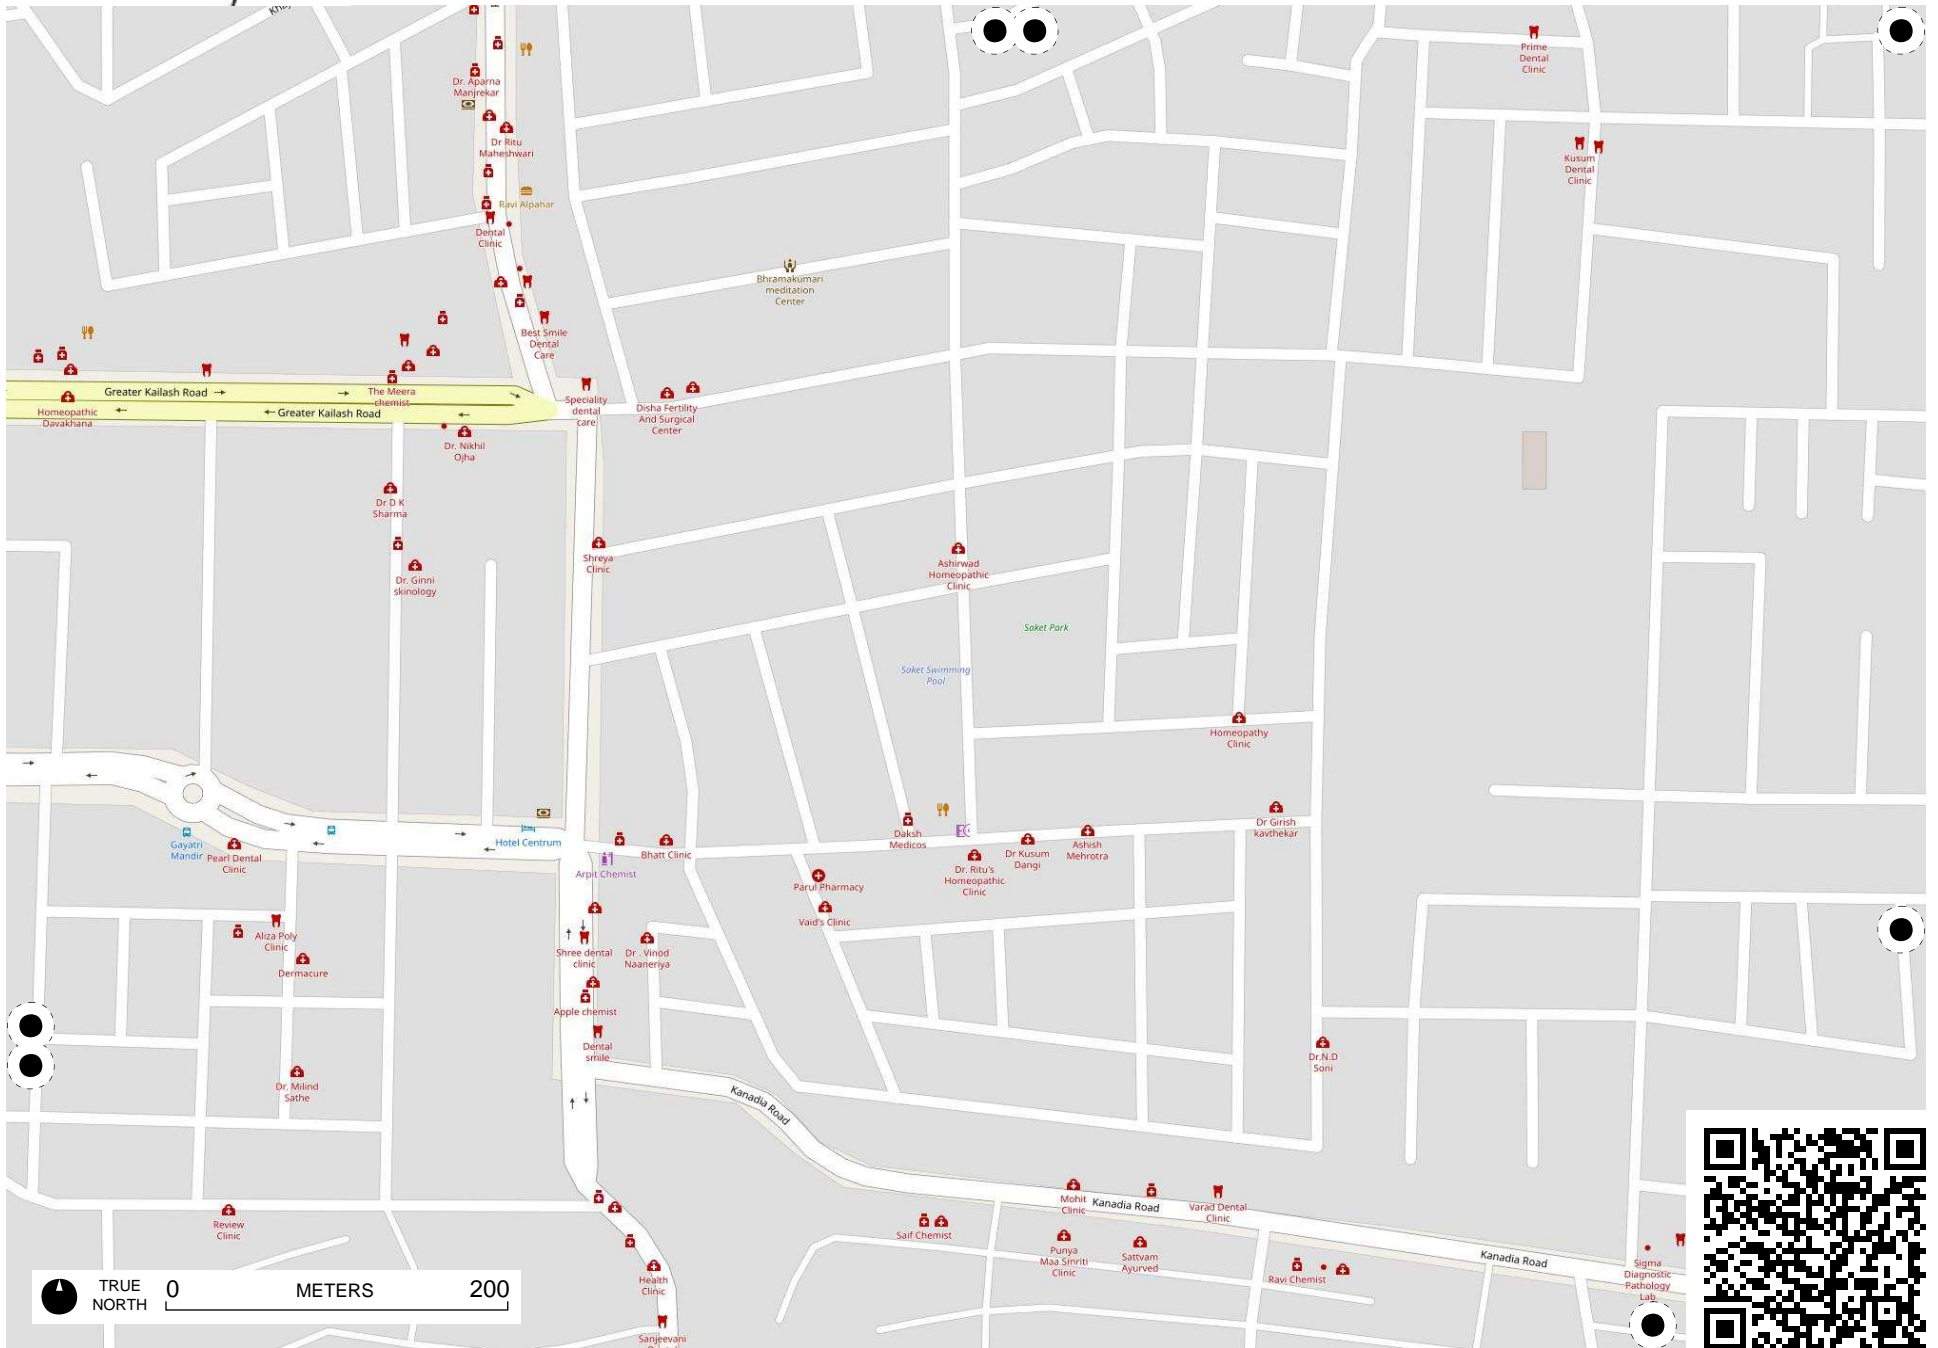 Dr. Aparna
Manjrekar
Dr Ritu
Maheshwari
Ravi Alpahar
Dental
Clinic
Prime
Dental
Clinic
Kusum
Dental
Clinic
Bhramakumari
meditation
Center
Best Smile
Dental
Care
Greater Kailash Road
The Meera
chemist
Greater Kailash Road
Homeopathic
Davakhana
Speciality
dental
care
Disha Fertility
And Surgical
Center
Dr. Nikhil
Ojha
Dr D K
Sharma
Dr. Ginni
skinology
Shreya
Clinic
Ashirwad
Homeopathic
Clinic
Saket Park
Saket Swimming
Pool
Homeopathy
Clinic
Gayatri
Mandir
Pearl Dental
Clinic
Hotel Centrum
Arpit Chemist
Bhatt Clinic
Daksh
Medicos
Dr. Ritu's
Homeopathic
Clinic
Dr Kusum
Dangi
Ashish
Mehrotra
Dr Girish
kavthekar
Parul Pharmacy
Vaid's Clinic
Aliza Poly
Clinic
Dermacure
Shree dental
clinic
Dr . Vinod
Naaneriya
Apple chemist
Dental
smile
Dr.N.D
Soni
Dr. Milind
Sathe
Kanadia Road
Review
Clinic
Mohit
Clinic
Kanadia Road
Varad Dental
Clinic
Saif Chemist
Punya
Maa Smriti
Clinic
Sattvam
Ayurved
Ravi Chemist
Kanadia Road
Sigma
Diagnostic
Pathology
Lab
Health
Clinic
Sanjeevani
TRUE
NORTH
0 METERS 200